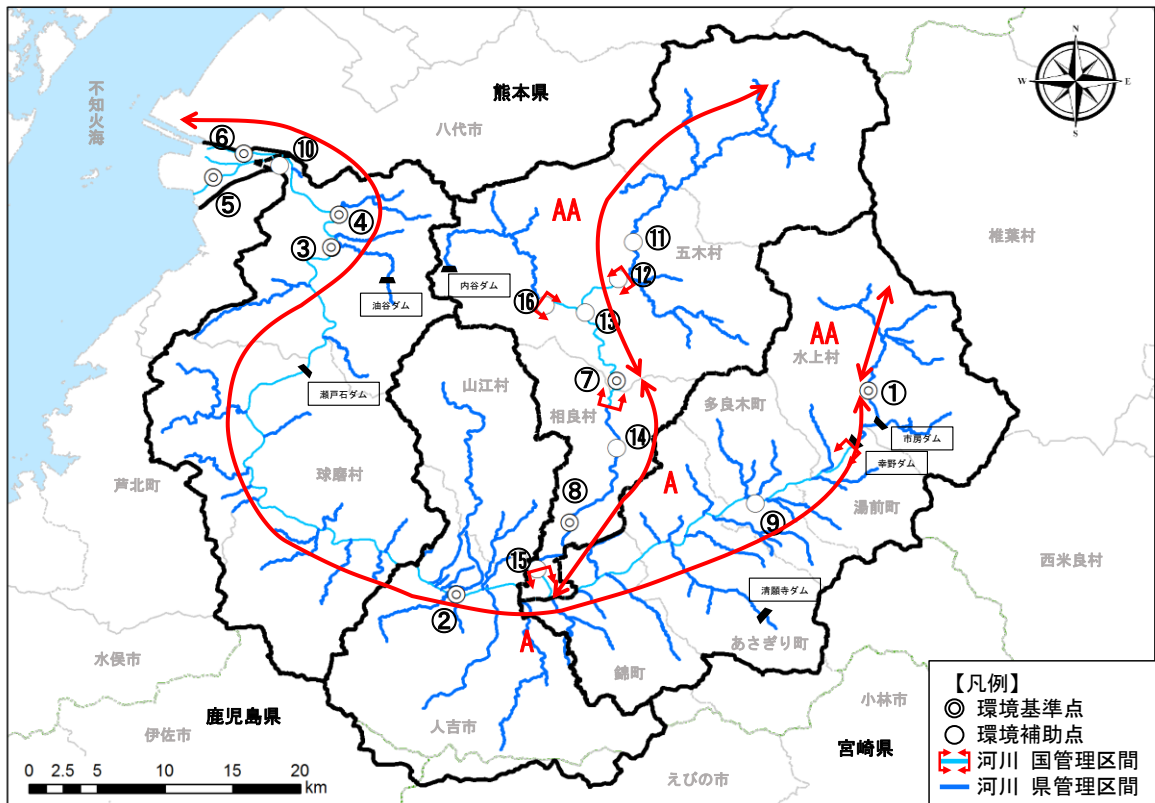 N
W
E
S
不知火海
熊本県
八代市
⑥
⑩
⑤
④
③
AA
⑪
五木村
椎葉村
内谷ダム
油谷ダム
⑫
⑯
⑬
AA
水上村
瀬戸石ダム
山江村
⑦
相良村
多良木町
①
市房ダム
幸野ダム
⑭
芦北町
球磨村
A
湯前町
⑧
⑨
西米良村
⑮
清願寺ダム
②
A
あさぎり町
水俣市
錦町
鹿児島県
人吉市
小林市
伊佐市
宮崎県
えびの市
0 2.5 5 10 15 20
km
【凡例】
環境基準点
環境補助点
河川 国管理区間
河川 県管理区間